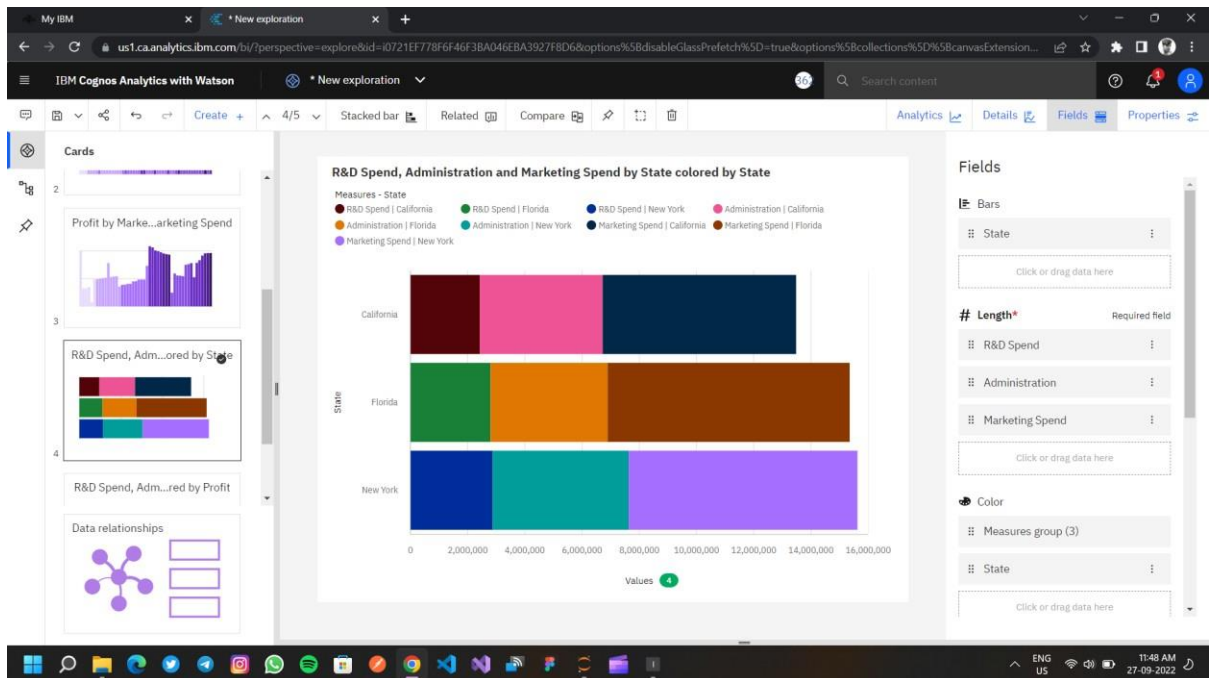 My IBM
* New exploration
us1.ca.analytics.ibm.com/bi/?perspective=explore&id=i0721EF778F6F46F3BA046EBA3927F8D6&options%5BdisableGlassPrefetch%5D=true&options%5Bcollections%5D%5BcanvasExtension...
IBM Cognos Analytics with Watson
* New exploration
Search content
Create +
4/5
Stacked bar
Related
Compare
Analytics
Details
Fields
Properties
Cards
2
Profit by Marke...arketing Spend
3
R&D Spend, Adm...ored by State
4
R&D Spend, Adm...red by Profit
Data relationships
R&D Spend, Administration and Marketing Spend by State colored by State
Measures - State
R&D Spend | California
R&D Spend | Florida
R&D Spend | New York
Administration | California
Administration | Florida
Administration | New York
Marketing Spend | California
Marketing Spend | Florida
Marketing Spend | New York
State
California
Florida
New York
0 2,000,000 4,000,000 6,000,000 8,000,000 10,000,000 12,000,000 14,000,000 16,000,000
Values 4
Fields
Bars
State
Click or drag data here
# Length*
Required field
R&D Spend
Administration
Marketing Spend
Click or drag data here
Color
Measures group (3)
State
Click or drag data here
ENG
US
11:48 AM
27-09-2022